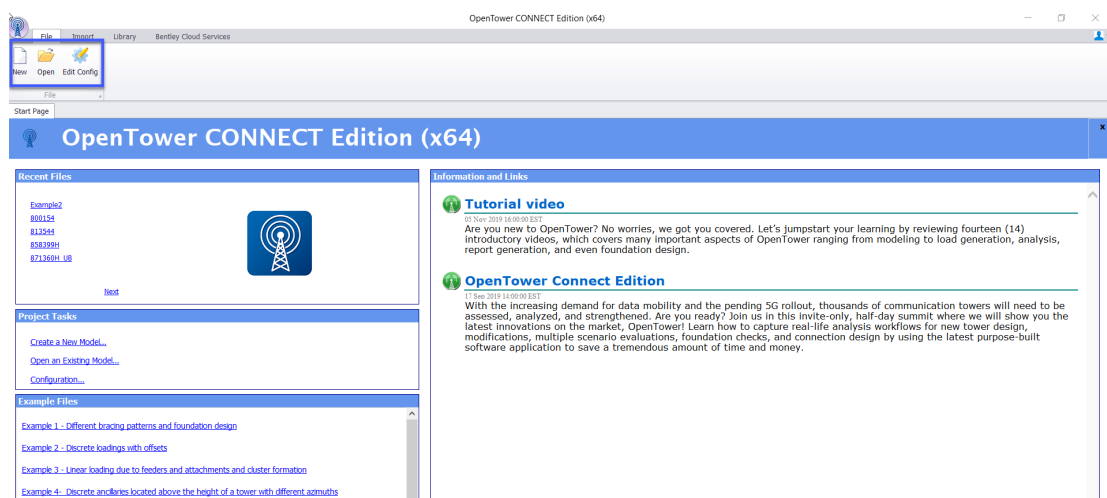 OpenTower CONNECT Edition (x64)
File Import Library Bentley Cloud Services
New Open Edit Config
File
Start Page
OpenTower CONNECT Edition (x64)
x
Recent Files
Example2
800154
813544
858399H
871360H_UB
Next
Project Tasks
Create a New Model...
Open an Existing Model...
Configuration...
Example Files
Example 1 - Different bracing patterns and foundation design
Example 2 - Discrete loadings with offsets
Example 3 - Linear loading due to feeders and attachments and cluster formation
Example 4- Discrete ancillaries located above the height of a tower with different azimuths
Information and Links
Tutorial video
05 Nov 2019 16:00:00 EST
Are you new to OpenTower? No worries, we got you covered. Let's jumpstart your learning by reviewing fourteen (14)
introductory videos, which covers many important aspects of OpenTower ranging from modeling to load generation, analysis,
report generation, and even foundation design.
OpenTower Connect Edition
17 Sep 2019 14:00:00 EST
With the increasing demand for data mobility and the pending 5G rollout, thousands of communication towers will need to be
assessed, analyzed, and strengthened. Are you ready? Join us in this invite-only, half-day summit where we will show you the
latest innovations on the market, OpenTower! Learn how to capture real-life analysis workflows for new tower design,
modifications, multiple scenario evaluations, foundation checks, and connection design by using the latest purpose-built
software application to save a tremendous amount of time and money.